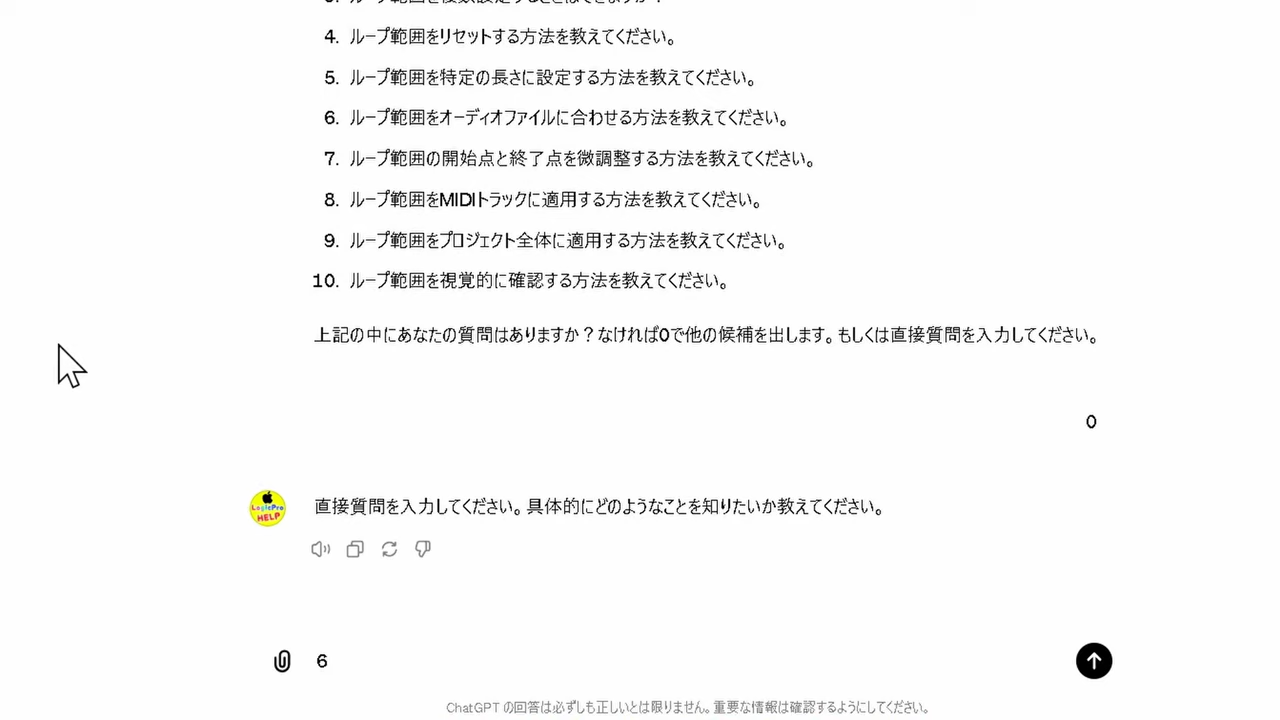 4. ループ範囲をリセットする方法を教えてください。
5. ループ範囲を特定の長さに設定する方法を教えてください。
6. ループ範囲をオーディオファイルに合わせる方法を教えてください。
7. ループ範囲の開始点と終了点を微調整する方法を教えてください。
8. ループ範囲をMIDIトラックに適用する方法を教えてください。
9. ループ範囲をプロジェクト全体に適用する方法を教えてください。
10. ループ範囲を視覚的に確認する方法を教えてください。
上記の中にあなたの質問はありますか？なければ0で他の候補を出します。もしくは直接質問を入力してください。
0
LogicPro
HELP
直接質問を入力してください。具体的にどのようなことを知りたいか教えてください。
6
ChatGPT の回答は必ずしも正しいとは限りません。重要な情報は確認するようにしてください。